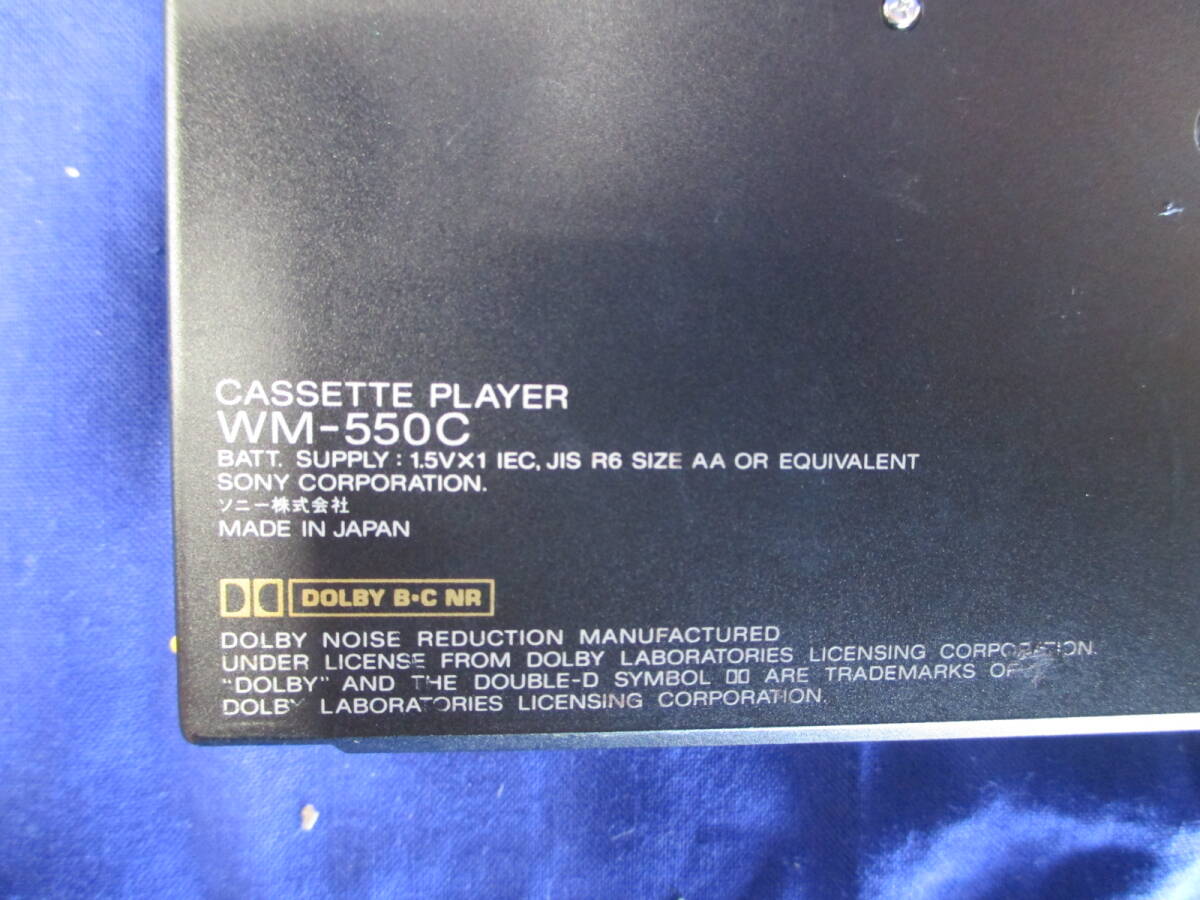 CASSETTE PLAYER
WM-550C
BATT. SUPPLY : 1.5VX1 IEC, JIS R6 SIZE AA OR EQUIVALENT
SONY CORPORATION.
ソニー株式会社
MADE IN JAPAN
DOLBY B·C NR
DOLBY NOISE REDUCTION MANUFACTURED
UNDER LICENSE FROM DOLBY LABORATORIES LICENSING CORPORATION.
"DOLBY" AND THE DOUBLE-D SYMBOL ARE TRADEMARKS OF
DOLBY LABORATORIES LICENSING CORPORATION.